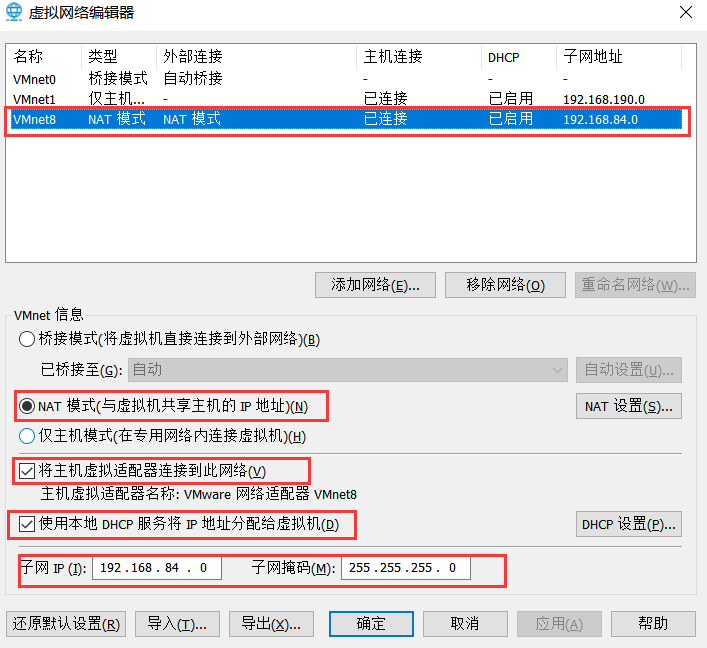 虚拟网络编辑器
名称 类型 外部连接 主机连接 DHCP 子网地址
VMnet0 桥接模式 自动桥接 - - -
VMnet1 仅主机... - 已连接 已启用 192.168.190.0
VMnet8 NAT 模式 NAT 模式 已连接 已启用 192.168.84.0
添加网络(E)... 移除网络(O) 重命名网络(W)...
VMnet 信息
桥接模式(将虚拟机直接连接到外部网络)(B)
已桥接至(G): 自动 自动设置(U)...
NAT 模式(与虚拟机共享主机的 IP 地址)(N) NAT 设置(S)...
仅主机模式(在专用网络内连接虚拟机)(H)
将主机虚拟适配器连接到此网络(V)
主机虚拟适配器名称: VMware 网络适配器 VMnet8
使用本地 DHCP 服务将 IP 地址分配给虚拟机(D) DHCP 设置(P)...
子网 IP (I): 192.168. 84 . 0 子网掩码(M): 255.255.255. 0
还原默认设置(R) 导入(T)... 导出(X)... 确定 取消 应用(A) 帮助